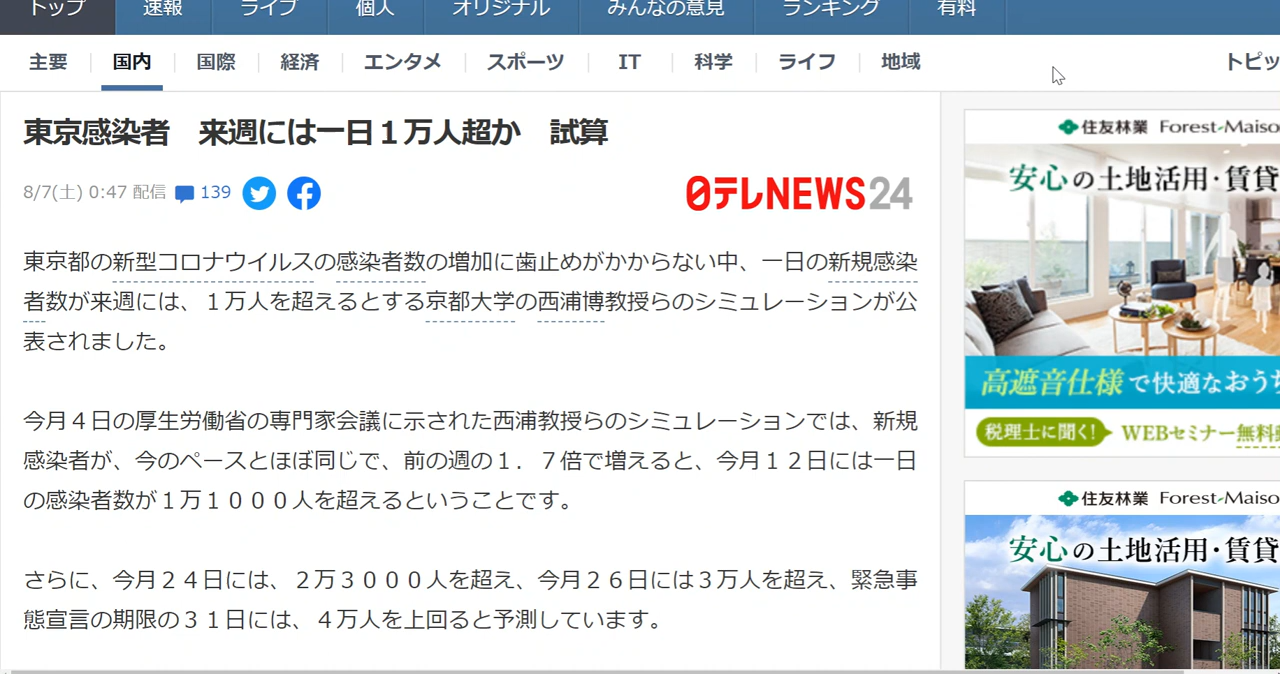 トップ 速報 ライブ 個人 オリジナル みんなの意見 ランキング 有料
主要 国内 国際 経済 エンタメ スポーツ IT 科学 ライフ 地域 トピッ
東京感染者　来週には一日１万人超か　試算
8/7(土) 0:47 配信 139
日テレNEWS24
東京都の新型コロナウイルスの感染者数の増加に歯止めがかからない中、一日の新規感染
者数が来週には、１万人を超えるとする京都大学の西浦博教授らのシミュレーションが公
表されました。
今月４日の厚生労働省の専門家会議に示された西浦教授らのシミュレーションでは、新規
感染者が、今のペースとほぼ同じで、前の週の１．７倍で増えると、今月１２日には一日
の感染者数が１万１０００人を超えるということです。
さらに、今月２４日には、２万３０００人を超え、今月２６日には３万人を超え、緊急事
態宣言の期限の３１日には、４万人を上回ると予測しています。
住友林業 Forest-Maiso
安心の土地活用・賃貸
高遮音仕様で快適なおうち
税理士に聞く! WEBセミナー無料
住友林業 Forest-Maiso
安心の土地活用・賃貸